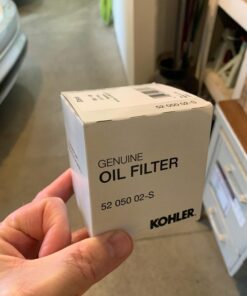 GENUINE
OIL FILTER
52 050 02-S
KOHLER